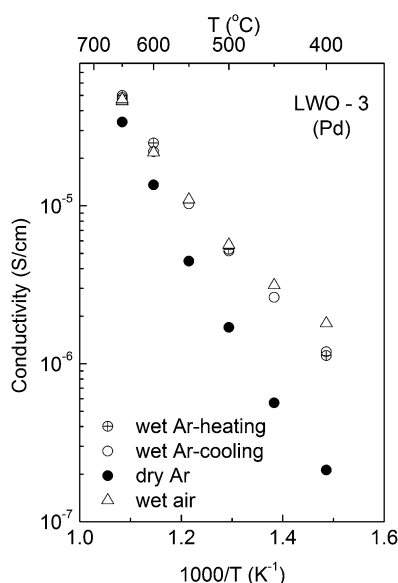 T (°C)
700 600 500 400
LWO - 3
(Pd)
10⁻⁵
Conductivity (S/cm)
10⁻⁶
wet Ar-heating
wet Ar-cooling
dry Ar
wet air
10⁻⁷
1.0 1.2 1.4 1.6
1000/T (K⁻¹)